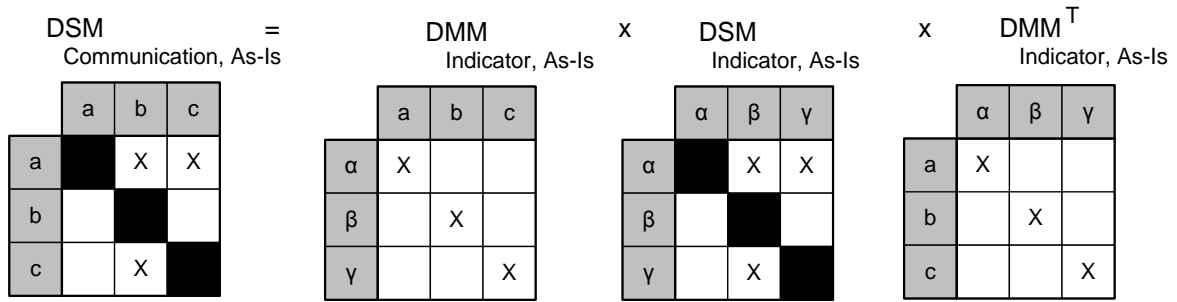 DSM = DMM x DSM x DMM T
Communication, As-Is Indicator, As-Is Indicator, As-Is Indicator, As-Is
a b c a b c α β γ α β γ
a X X α X α X X a X
b β X β b X
c X γ X γ X c X